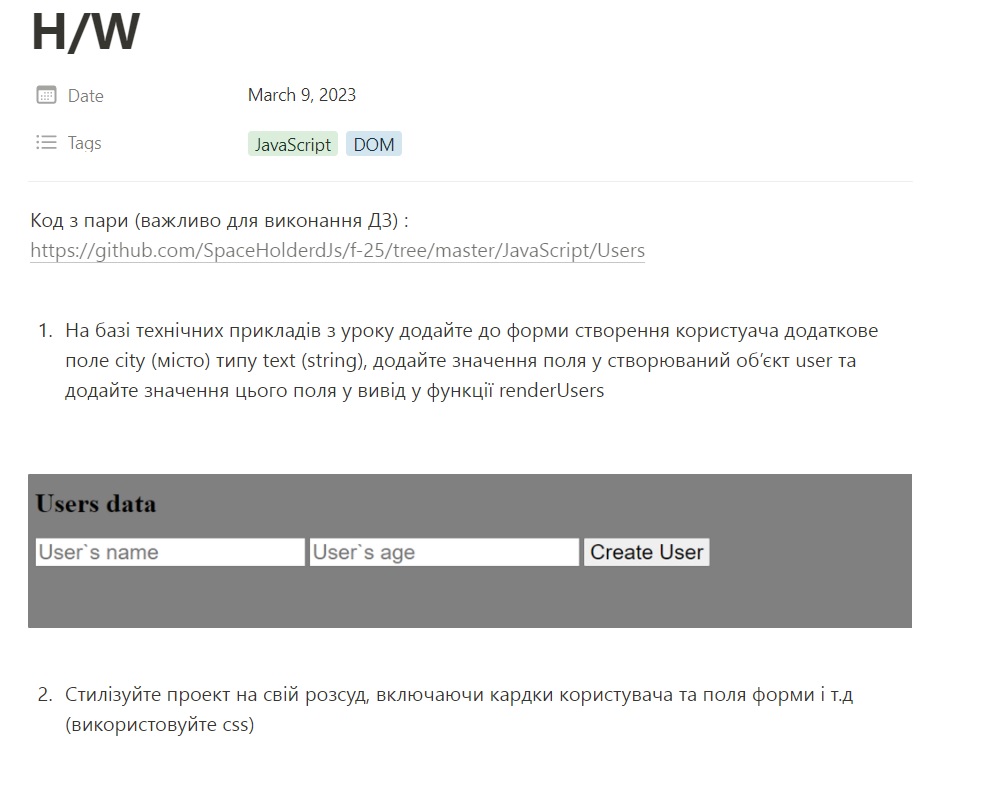 H/W
Date March 9, 2023
Tags JavaScript DOM
Код з пари (важливо для виконання ДЗ) :
https://github.com/SpaceHolderdJs/f-25/tree/master/JavaScript/Users
1. На базі технічних прикладів з уроку додайте до форми створення користуача додаткове
поле city (місто) типу text (string), додайте значення поля у створюваний об’єкт user та
додайте значення цього поля у вивід у функції renderUsers
Users data
User`s name User`s age Create User
2. Стилізуйте проект на свій розсуд, включаючи кардки користувача та поля форми і т.д
(використовуйте css)